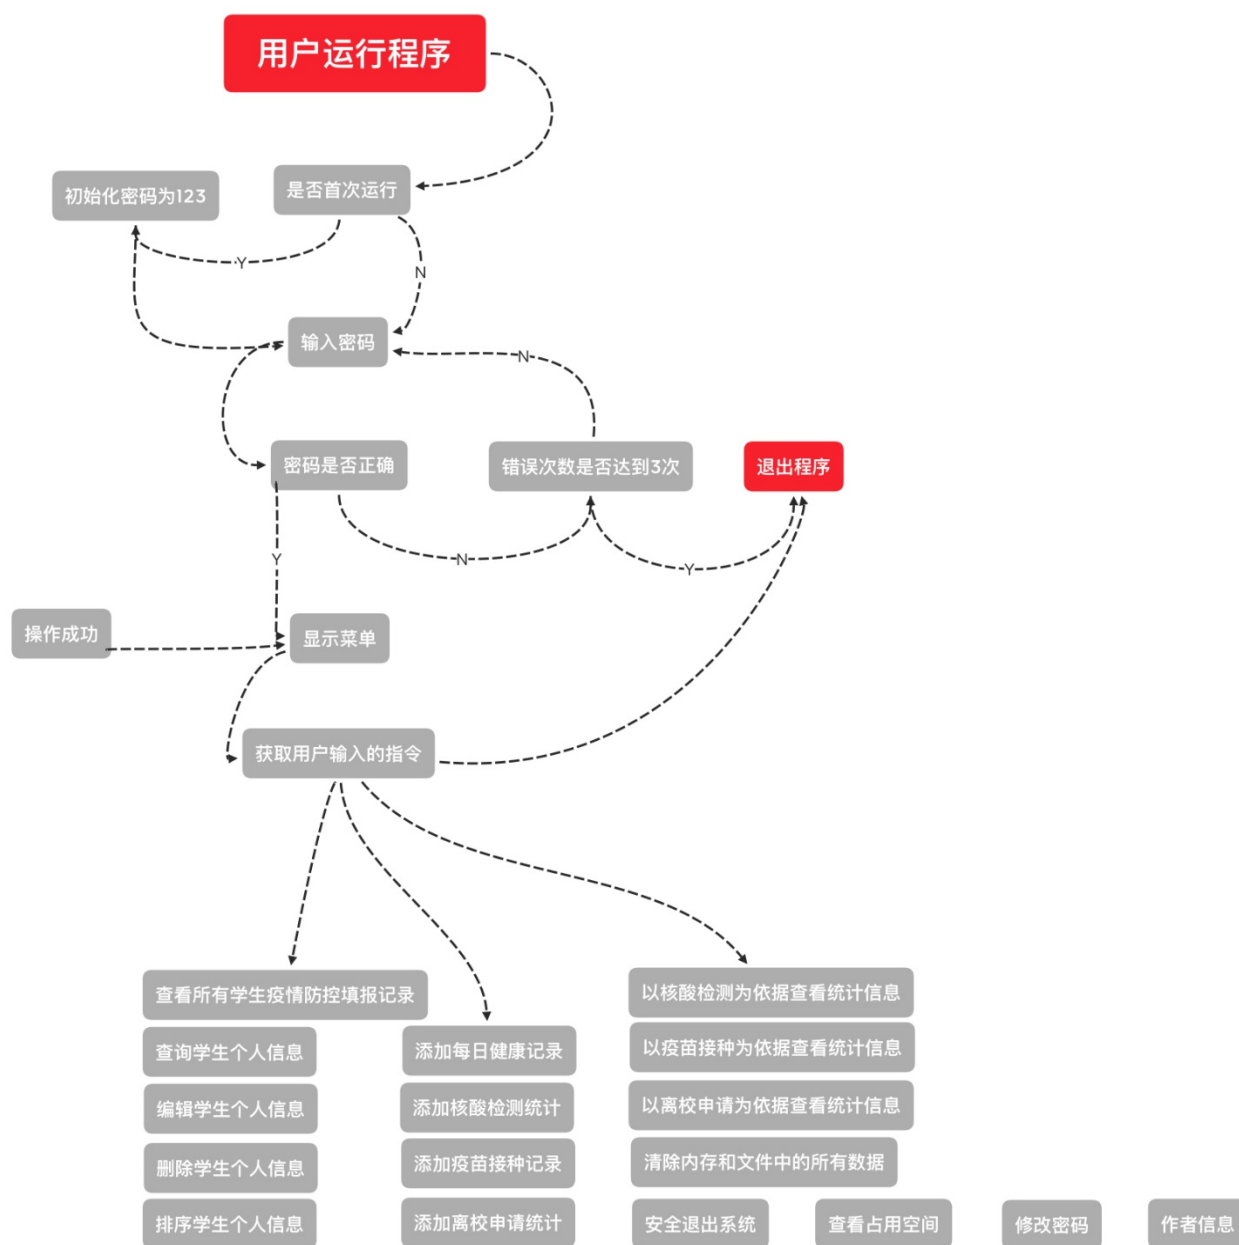 用户运行程序
初始化密码为123
是否首次运行
Y
N
输入密码
N
密码是否正确
错误次数是否达到3次
退出程序
Y
N
Y
操作成功
显示菜单
获取用户输入的指令
查看所有学生疫情防控填报记录
以核酸检测为依据查看统计信息
查询学生个人信息
添加每日健康记录
以疫苗接种为依据查看统计信息
编辑学生个人信息
添加核酸检测统计
以离校申请为依据查看统计信息
删除学生个人信息
添加疫苗接种记录
清除内存和文件中的所有数据
排序学生个人信息
添加离校申请统计
安全退出系统
查看占用空间
修改密码
作者信息